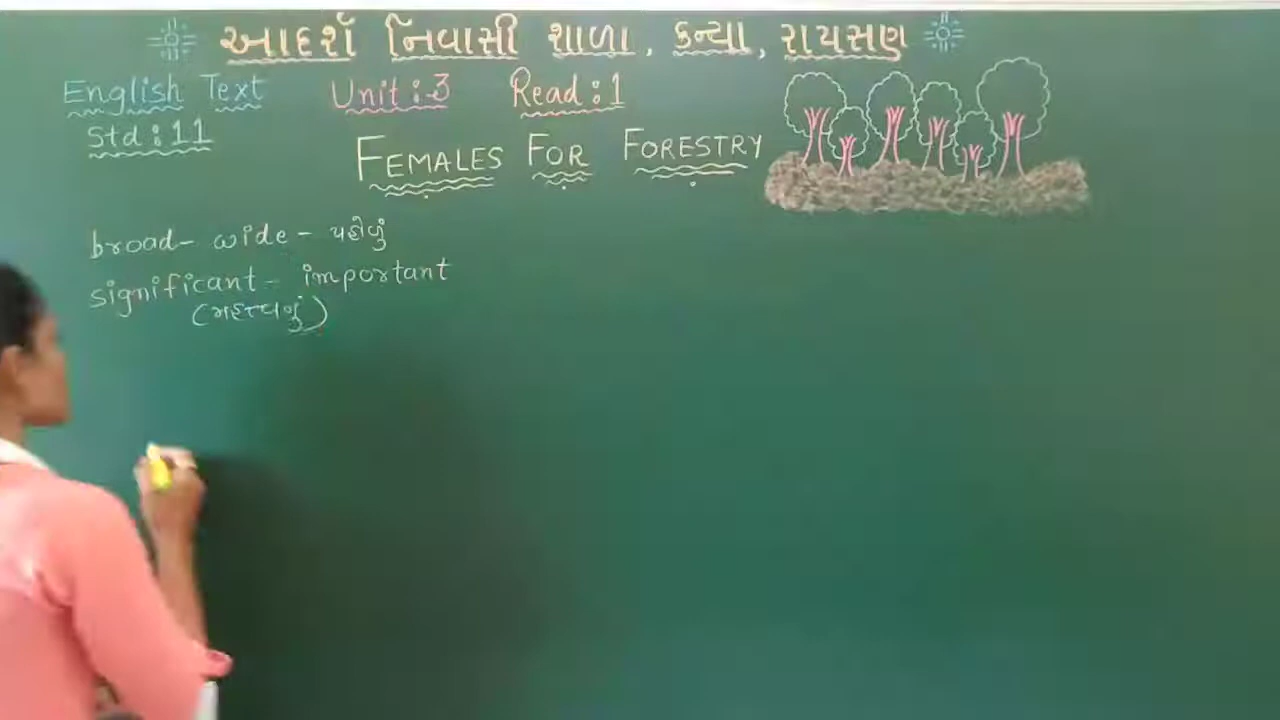 આદર્શ નિવાસી શાળા, કન્યા, રાયસણ
English Text Unit:-3 Read:1
Std:11
FEMALES FOR FORESTRY
broad- wide - પહોળું
significant - important
(મહત્ત્વનું)